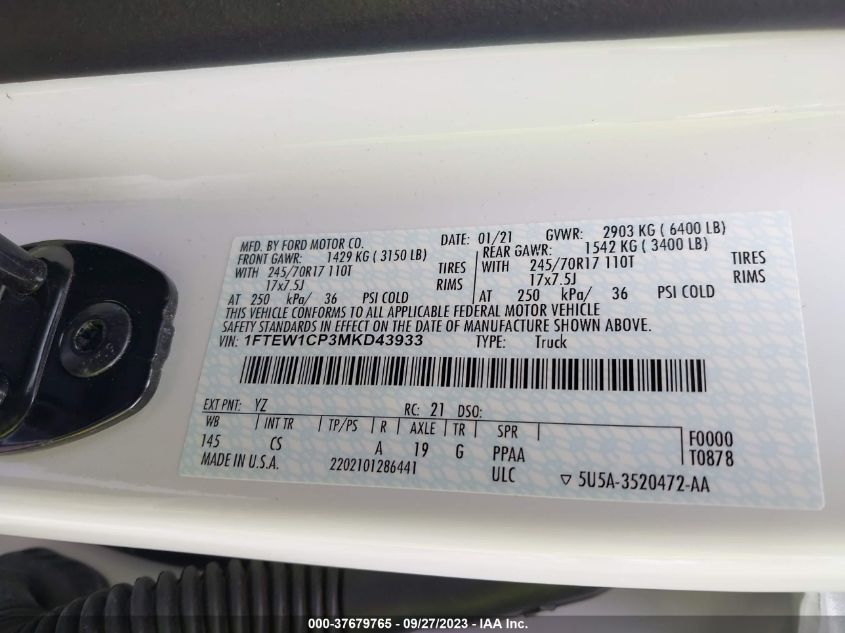 MFD. BY FORD MOTOR CO. DATE: 01/21 GVWR: 2903 KG ( 6400 LB)
FRONT GAWR: 1429 KG ( 3150 LB) REAR GAWR: 1542 KG ( 3400 LB)
WITH 245/70R17 110T TIRES WITH 245/70R17 110T TIRES
17x7.5J RIMS 17x7.5J RIMS
AT 250 kPa/ 36 PSI COLD AT 250 kPa/ 36 PSI COLD
THIS VEHICLE CONFORMS TO ALL APPLICABLE FEDERAL MOTOR VEHICLE
SAFETY STANDARDS IN EFFECT ON THE DATE OF MANUFACTURE SHOWN ABOVE.
VIN: 1FTEW1CP3MKD43933 TYPE: Truck
EXT PNT: YZ RC: 21 DSO:
WB INT TR TP/PS R AXLE TR SPR F0000
145 CS A 19 G PPAA T0878
MADE IN U.S.A. 2202101286441 ULC ▽ 5U5A-3520472-AA
000-37679765 - 09/27/2023 - IAA Inc.